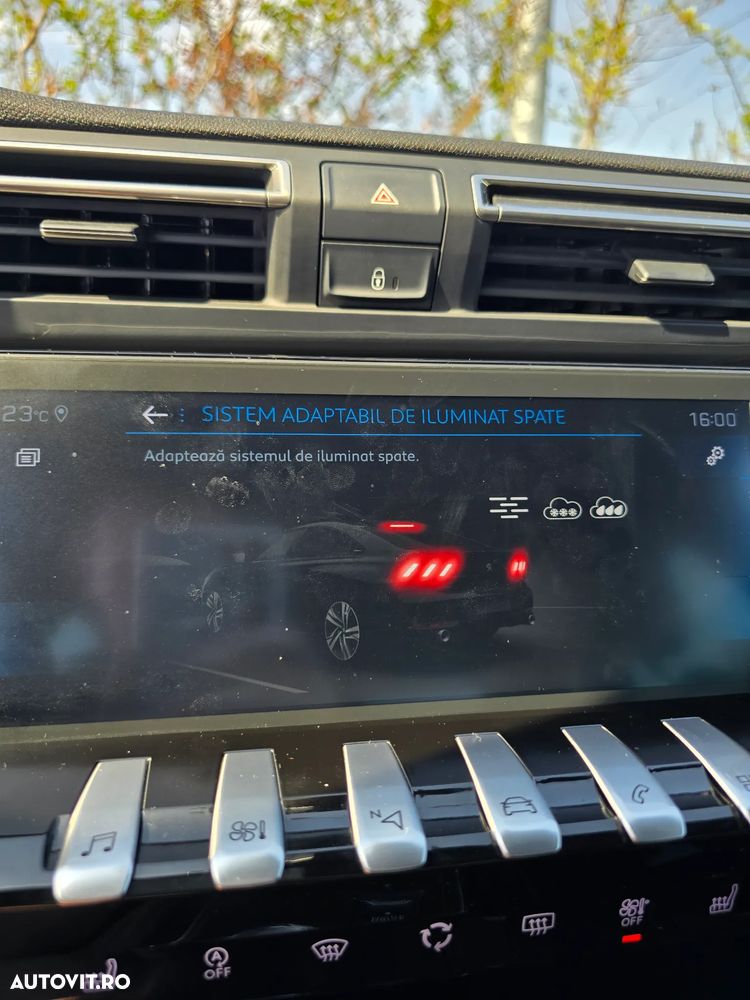 23°C
SISTEM ADAPTABIL DE ILUMINAT SPATE
16:00
Adaptează sistemul de iluminat spate.
N
A
OFF
OFF
AUTOVIT.RO